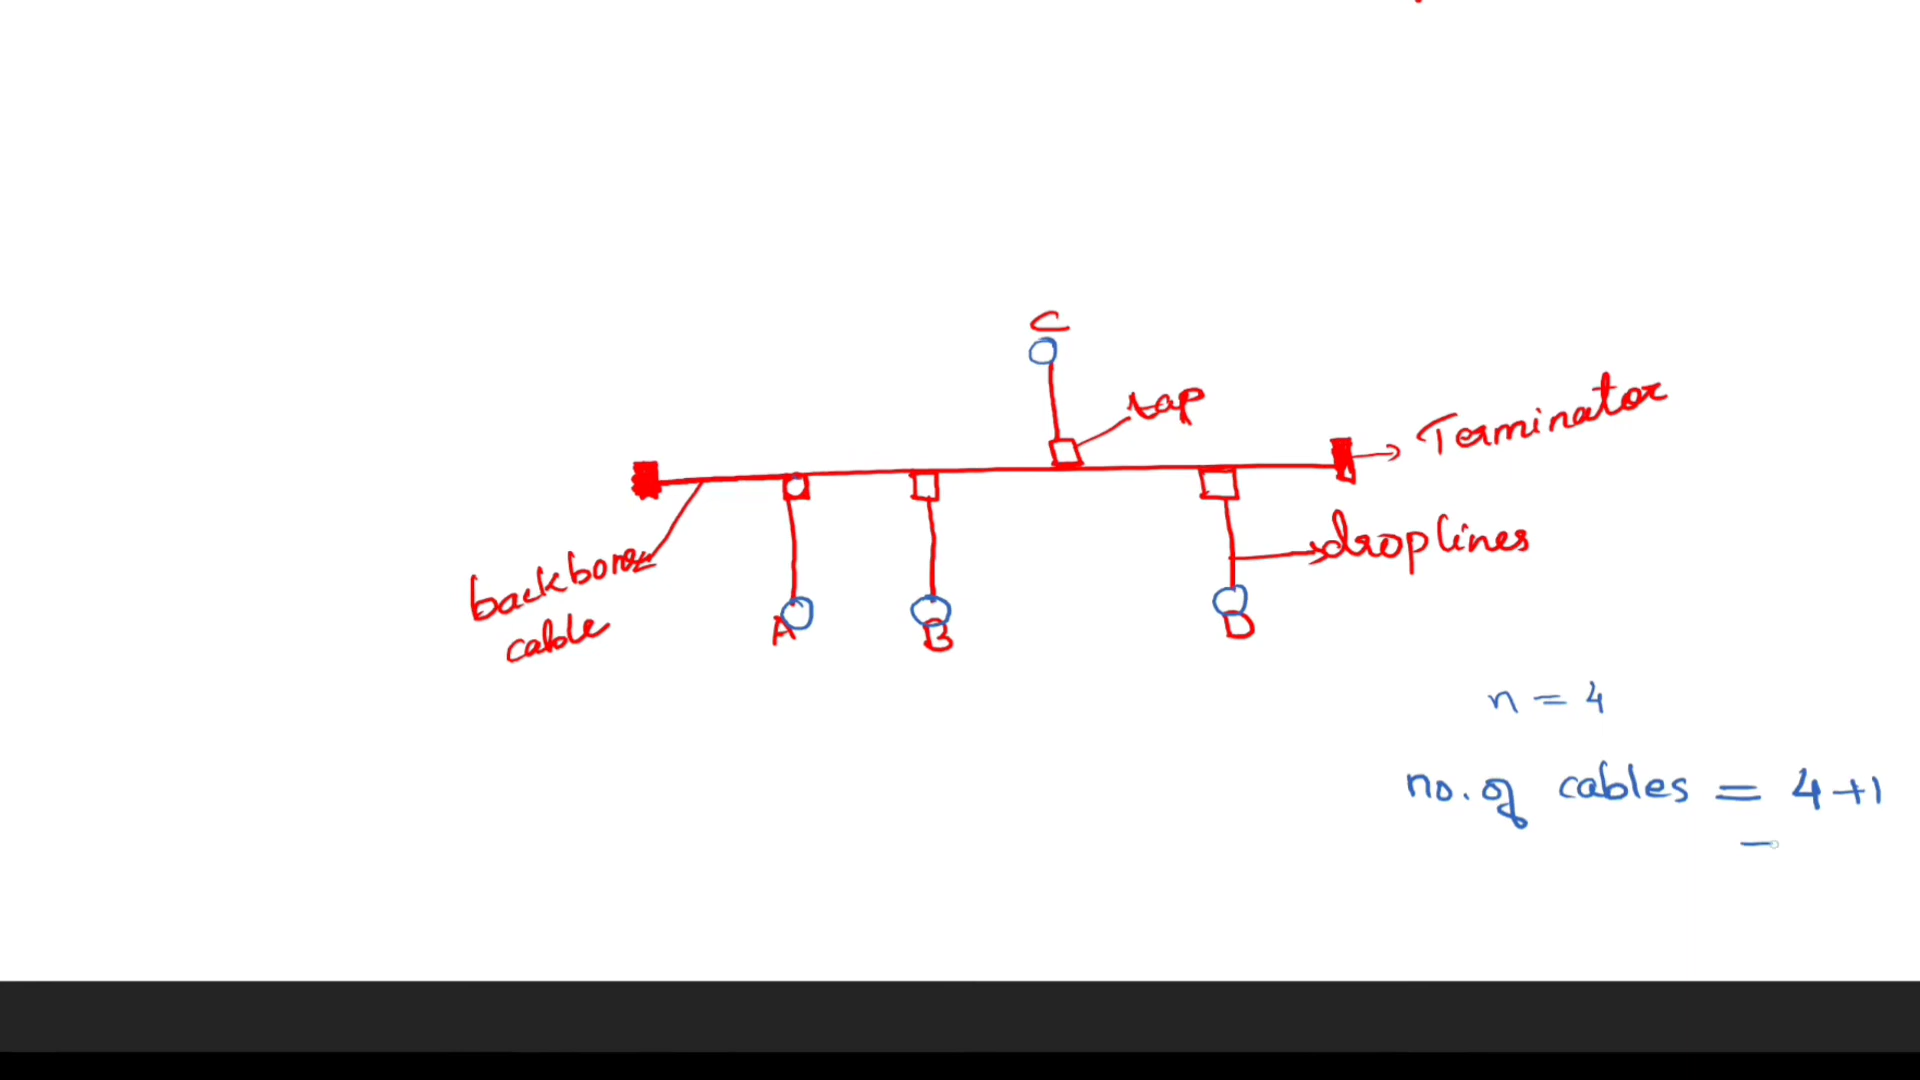 C
tap
Terminator
droplines
backbone
cable
A
B
D
n = 4
no. of cables = 4+1